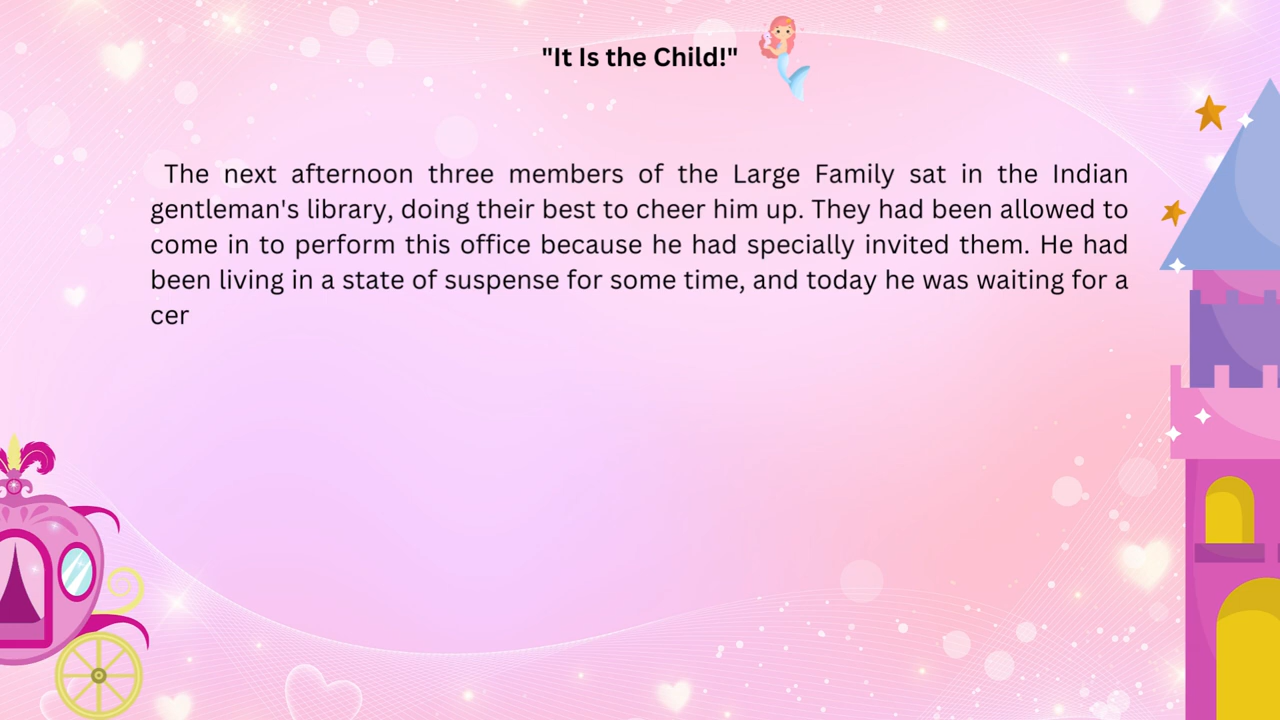 "It Is the Child!"
The next afternoon three members of the Large Family sat in the Indian
gentleman's library, doing their best to cheer him up. They had been allowed to
come in to perform this office because he had specially invited them. He had
been living in a state of suspense for some time, and today he was waiting for a
cer